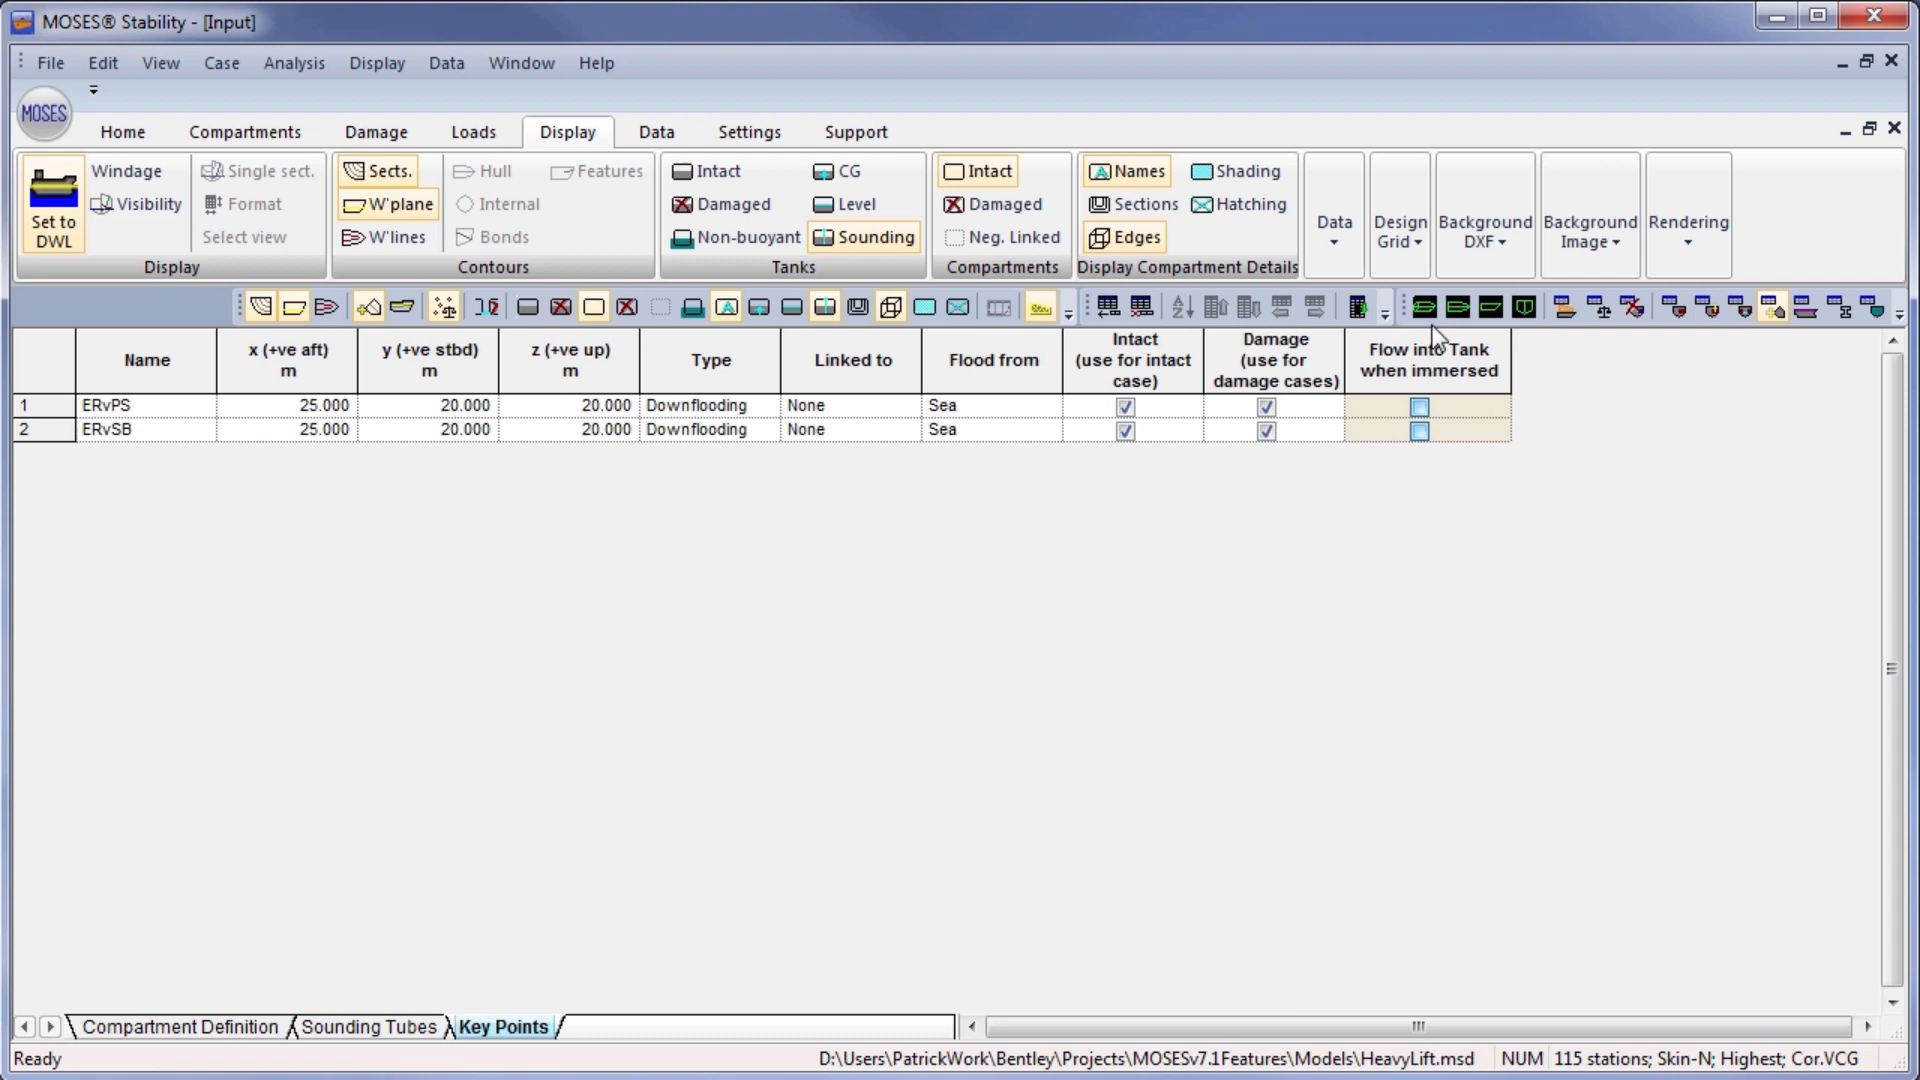 MOSES® Stability - [Input]
File Edit View Case Analysis Display Data Window Help
MOSES
Home Compartments Damage Loads Display Data Settings Support
Set to DWL
Windage
Visibility
Single sect.
Format
Select view
Display
Sects.
W'plane
W'lines
Hull
Internal
Bonds
Features
Contours
Intact
Damaged
Non-buoyant
CG
Level
Sounding
Tanks
Intact
Damaged
Neg. Linked
Compartments
Names
Sections
Edges
Shading
Hatching
Display Compartment Details
Data
Design Grid
Background DXF
Background Image
Rendering
Name
x (+ve aft) m
y (+ve stbd) m
z (+ve up) m
Type
Linked to
Flood from
Intact (use for intact case)
Damage (use for damage cases)
Flow into Tank when immersed
1 ERvPS 25.000 20.000 20.000 Downflooding None Sea
2 ERvSB 25.000 20.000 20.000 Downflooding None Sea
Compartment Definition Sounding Tubes Key Points
Ready D:\Users\PatrickWork\Bentley\Projects\MOSESv7.1Features\Models\HeavyLift.msd NUM 115 stations; Skin-N; Highest; Cor.VCG